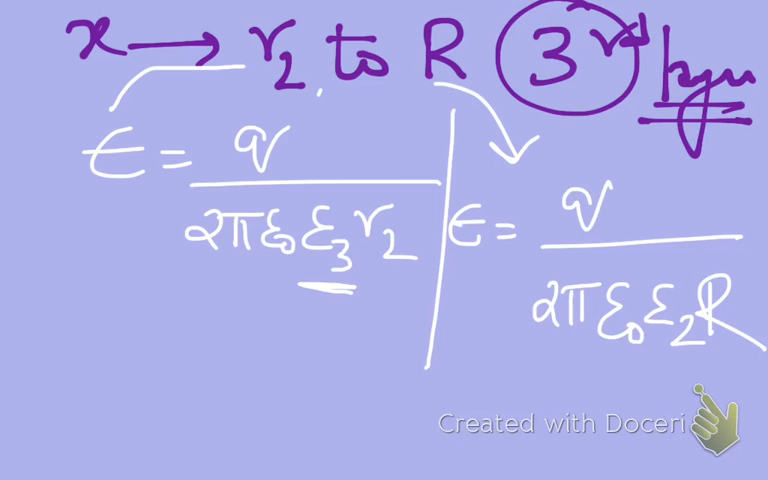 x → r₂ to R 3rd layer
E = q / 2πε₀ε₃r₂
E = q / 2πε₀ε₂R
Created with Doceri